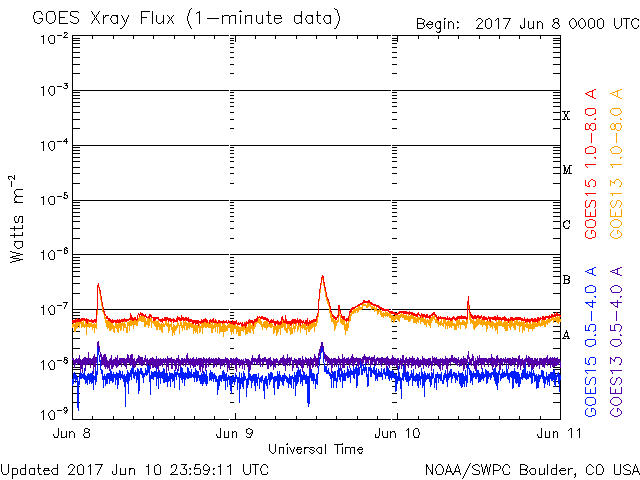 GOES Xray Flux (1-minute data)
Begin: 2017 Jun 8 0000 UTC
10⁻²
10⁻³
10⁻⁴
10⁻⁵
10⁻⁶
10⁻⁷
10⁻⁸
10⁻⁹
Watts m⁻²
X
M
C
B
A
GOES15 1.0-8.0 A
GOES13 1.0-8.0 A
GOES15 0.5-4.0 A
GOES13 0.5-4.0 A
Jun 8
Jun 9
Jun 10
Jun 11
Universal Time
Updated 2017 Jun 10 23:59:11 UTC
NOAA/SWPC Boulder, CO USA